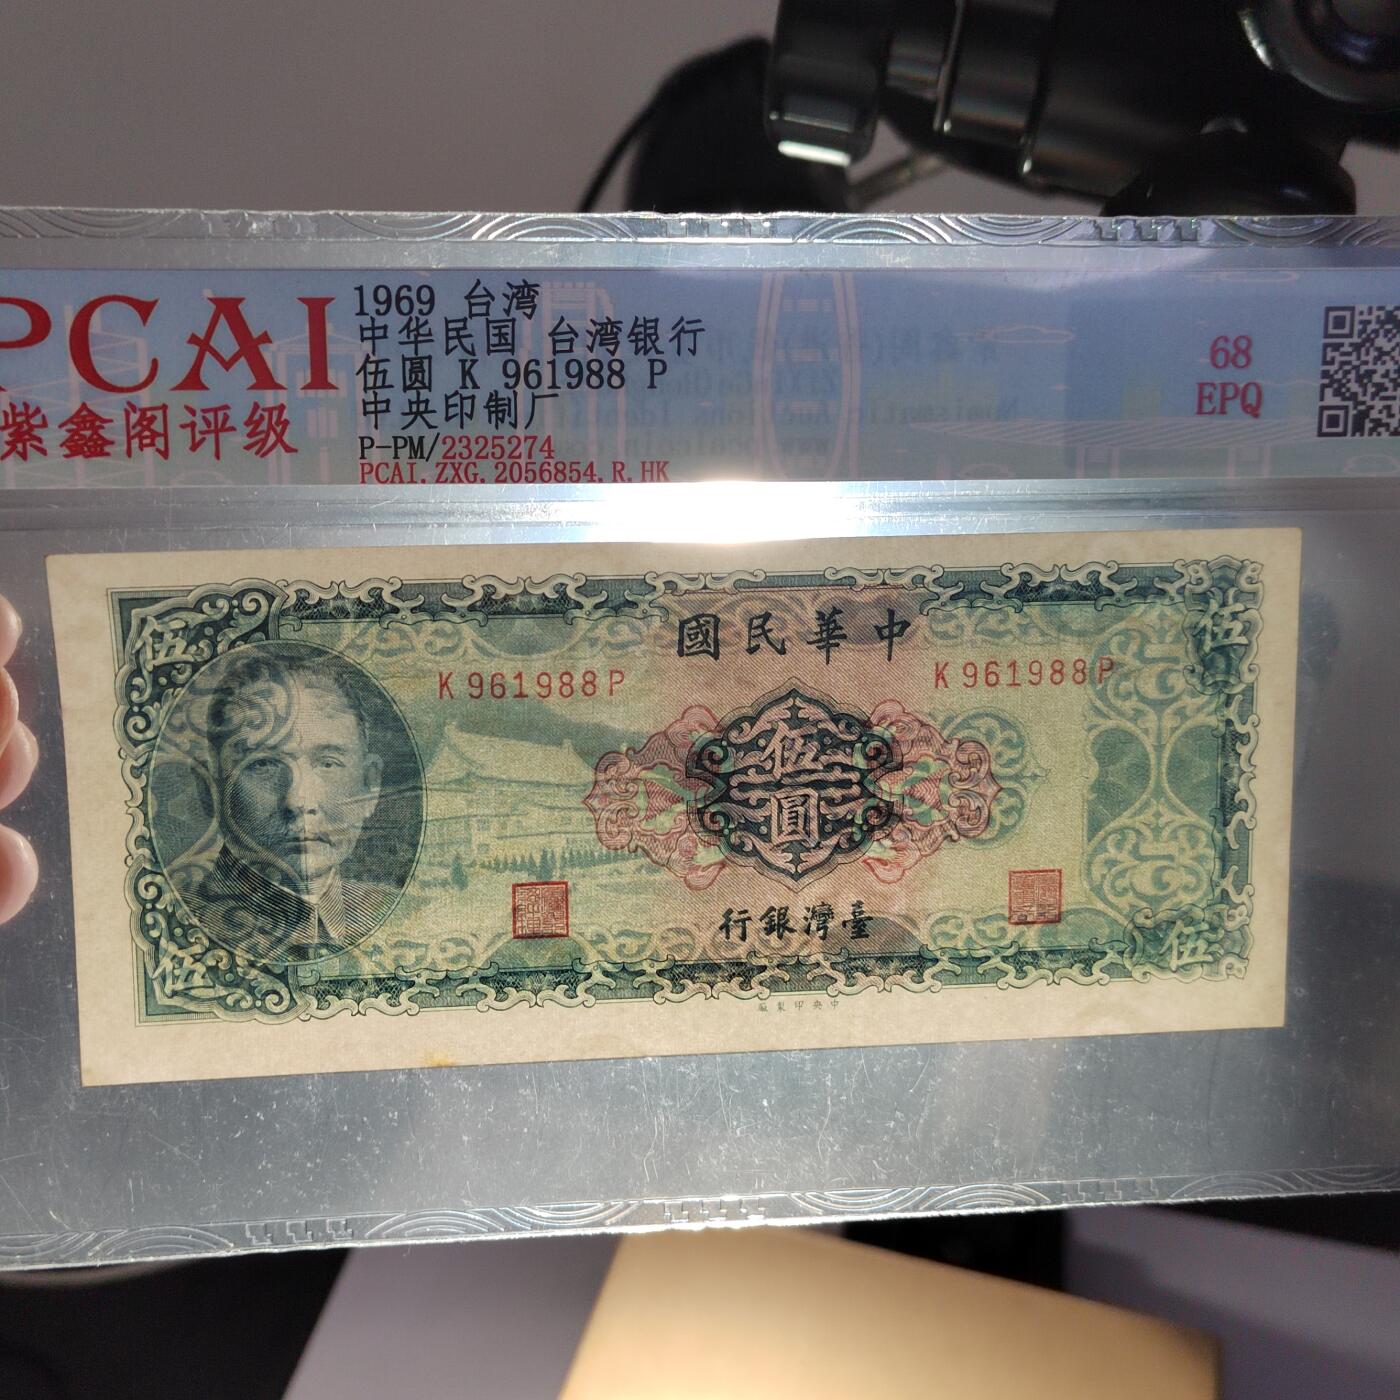 PCAI
紫鑫阁评级
1969 台湾
中华民国 台湾银行
伍圆 K 961988 P
中央印制厂
P-PM/2325274
PCAI.ZXG.2056854.R.HK
68
EPQ
國民華中
伍
伍
K 961988 P
K 961988 P
伍
圓
行銀灣臺
伍
伍
廠製印央中